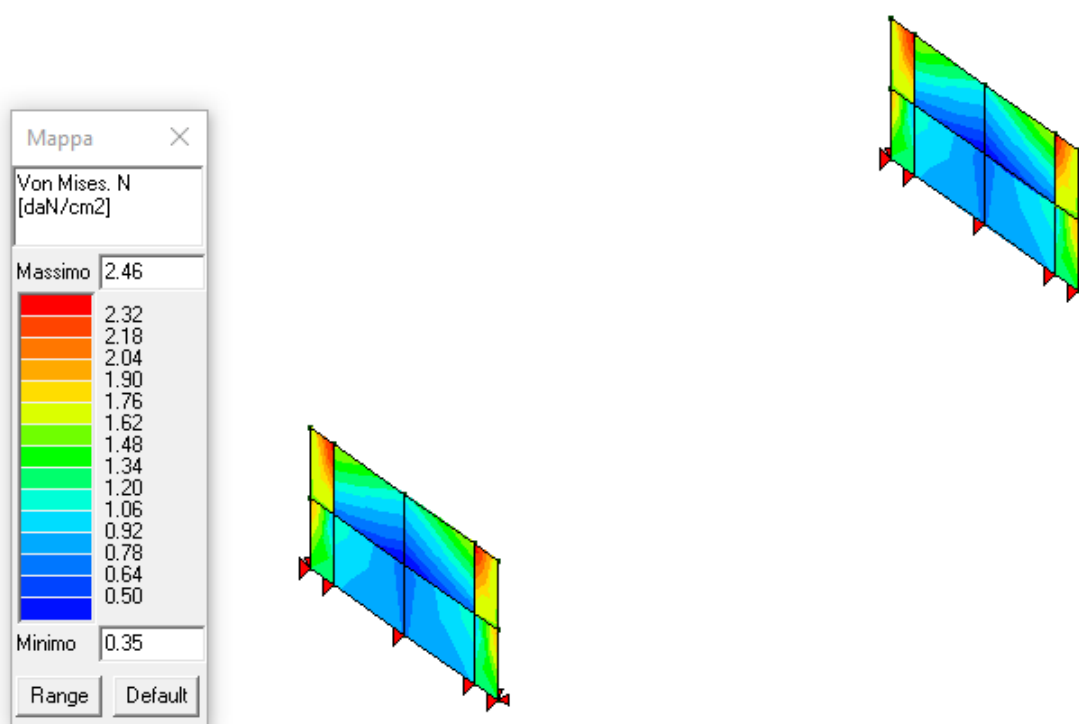 Mappa
Von Mises. N
[daN/cm2]
Massimo 2.46
2.32
2.18
2.04
1.90
1.76
1.62
1.48
1.34
1.20
1.06
0.92
0.78
0.64
0.50
Minimo 0.35
Range Default